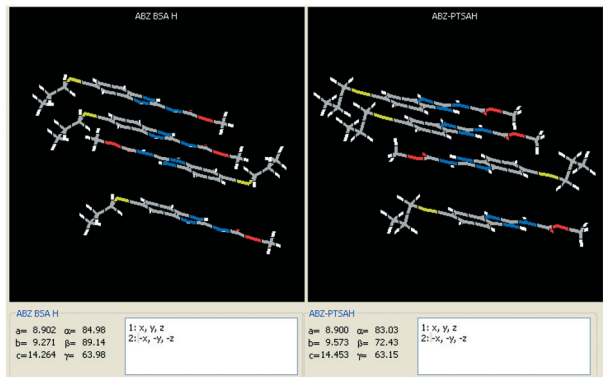 ABZ BSA H
ABZ-PTSAH
ABZ BSA H
a= 8.902 α= 84.98
b= 9.271 β= 89.14
c= 14.264 γ= 63.98
1: x, y, z
2: -x, -y, -z
ABZ-PTSAH
a= 8.900 α= 83.03
b= 9.573 β= 72.43
c= 14.453 γ= 63.15
1: x, y, z
2: -x, -y, -z